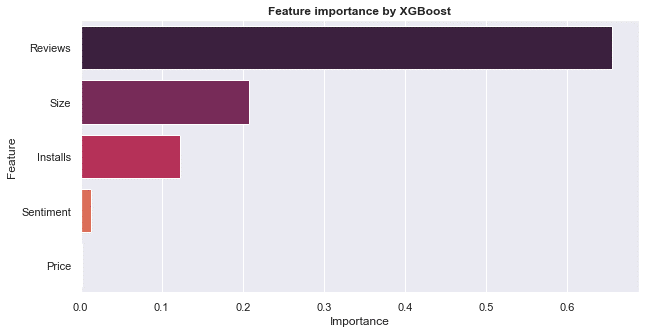 Feature importance by XGBoost
Feature
Reviews
Size
Installs
Sentiment
Price
0.0 0.1 0.2 0.3 0.4 0.5 0.6
Importance